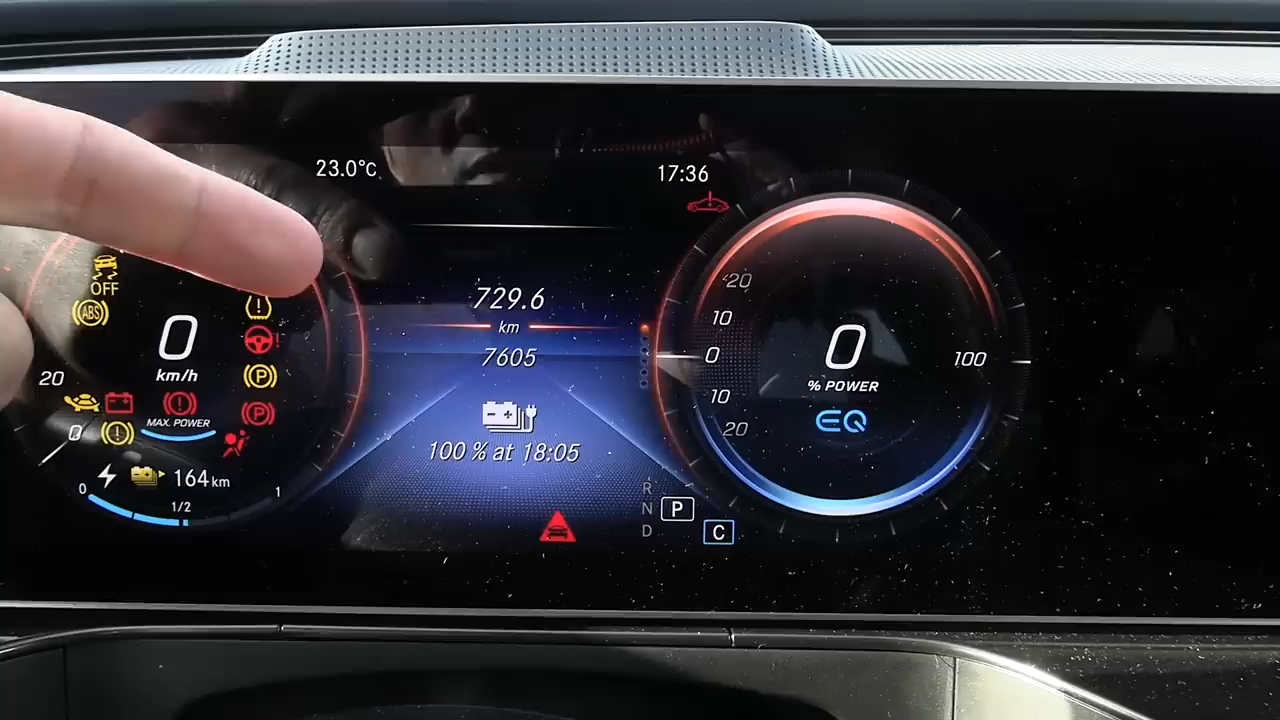 23.0°C
17:36
OFF
ABS
0
km/h
20
MAX. POWER
0
P
P
164 km
0
1/2
1
729.6
km
7605
100 % at 18:05
R
N
D
P
C
20
10
0
10
20
0
% POWER
100
EQ